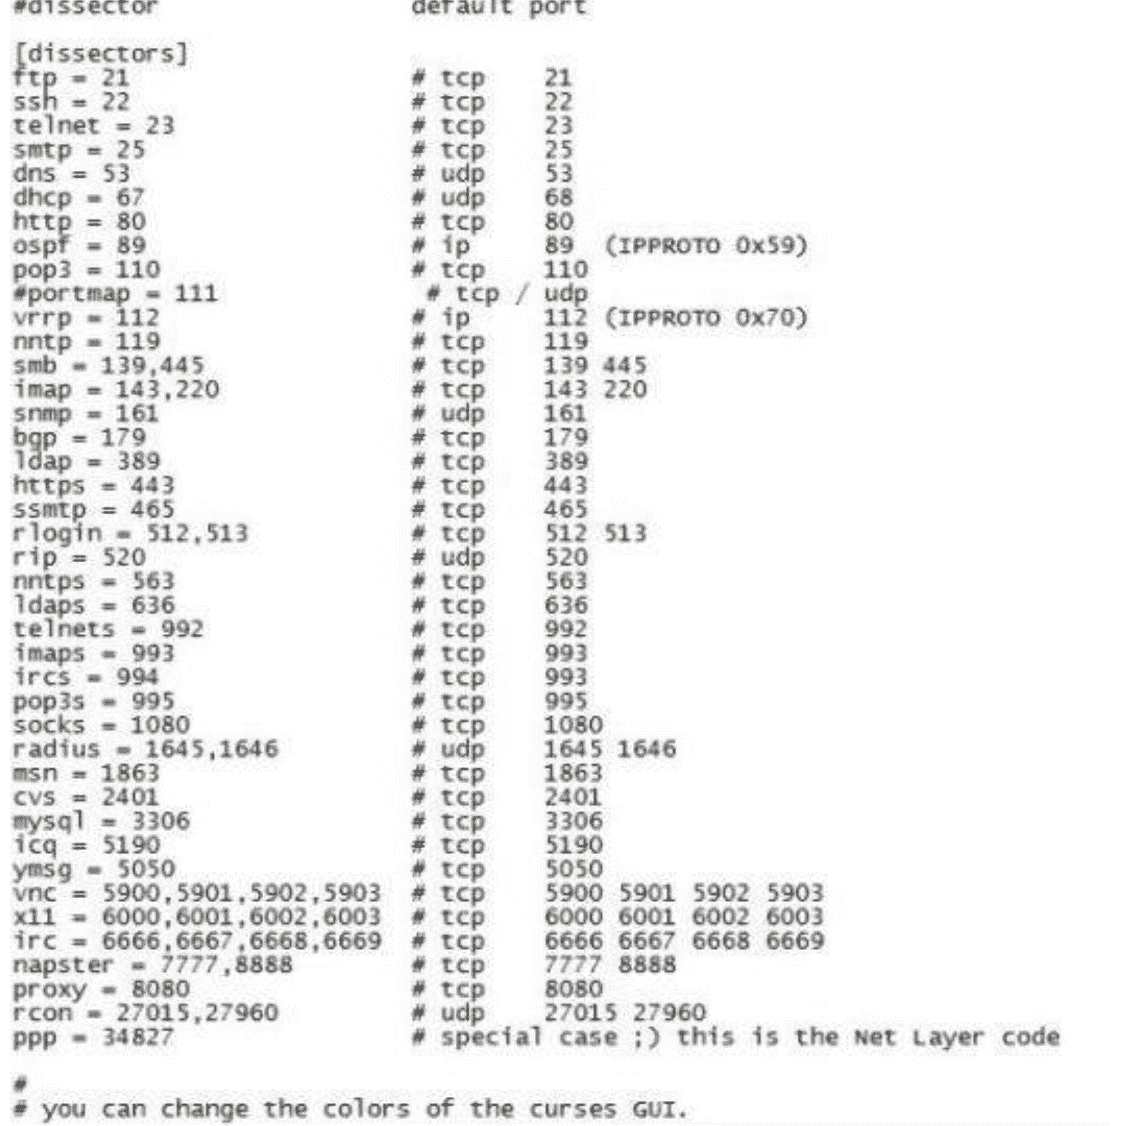 #dissector default port
[dissectors]
ftp = 21 # tcp 21
ssh = 22 # tcp 22
telnet = 23 # tcp 23
smtp = 25 # tcp 25
dns = 53 # udp 53
dhcp = 67 # udp 68
http = 80 # tcp 80
ospf = 89 # ip 89 (IPPROTO 0x59)
pop3 = 110 # tcp 110
#portmap = 111 # tcp / udp
vrrp = 112 # ip 112 (IPPROTO 0x70)
nntp = 119 # tcp 119
smb = 139,445 # tcp 139 445
imap = 143,220 # tcp 143 220
snmp = 161 # udp 161
bgp = 179 # tcp 179
ldap = 389 # tcp 389
https = 443 # tcp 443
ssmtp = 465 # tcp 465
rlogin = 512,513 # tcp 512 513
rip = 520 # udp 520
nntps = 563 # tcp 563
ldaps = 636 # tcp 636
telnets = 992 # tcp 992
imaps = 993 # tcp 993
ircs = 994 # tcp 993
pop3s = 995 # tcp 995
socks = 1080 # tcp 1080
radius = 1645,1646 # udp 1645 1646
msn = 1863 # tcp 1863
cvs = 2401 # tcp 2401
mysql = 3306 # tcp 3306
icq = 5190 # tcp 5190
ymsg = 5050 # tcp 5050
vnc = 5900,5901,5902,5903 # tcp 5900 5901 5902 5903
x11 = 6000,6001,6002,6003 # tcp 6000 6001 6002 6003
irc = 6666,6667,6668,6669 # tcp 6666 6667 6668 6669
napster = 7777,8888 # tcp 7777 8888
proxy = 8080 # tcp 8080
rcon = 27015,27960 # udp 27015 27960
ppp = 34827 # special case ;) this is the Net Layer code
#
# you can change the colors of the curses GUI.